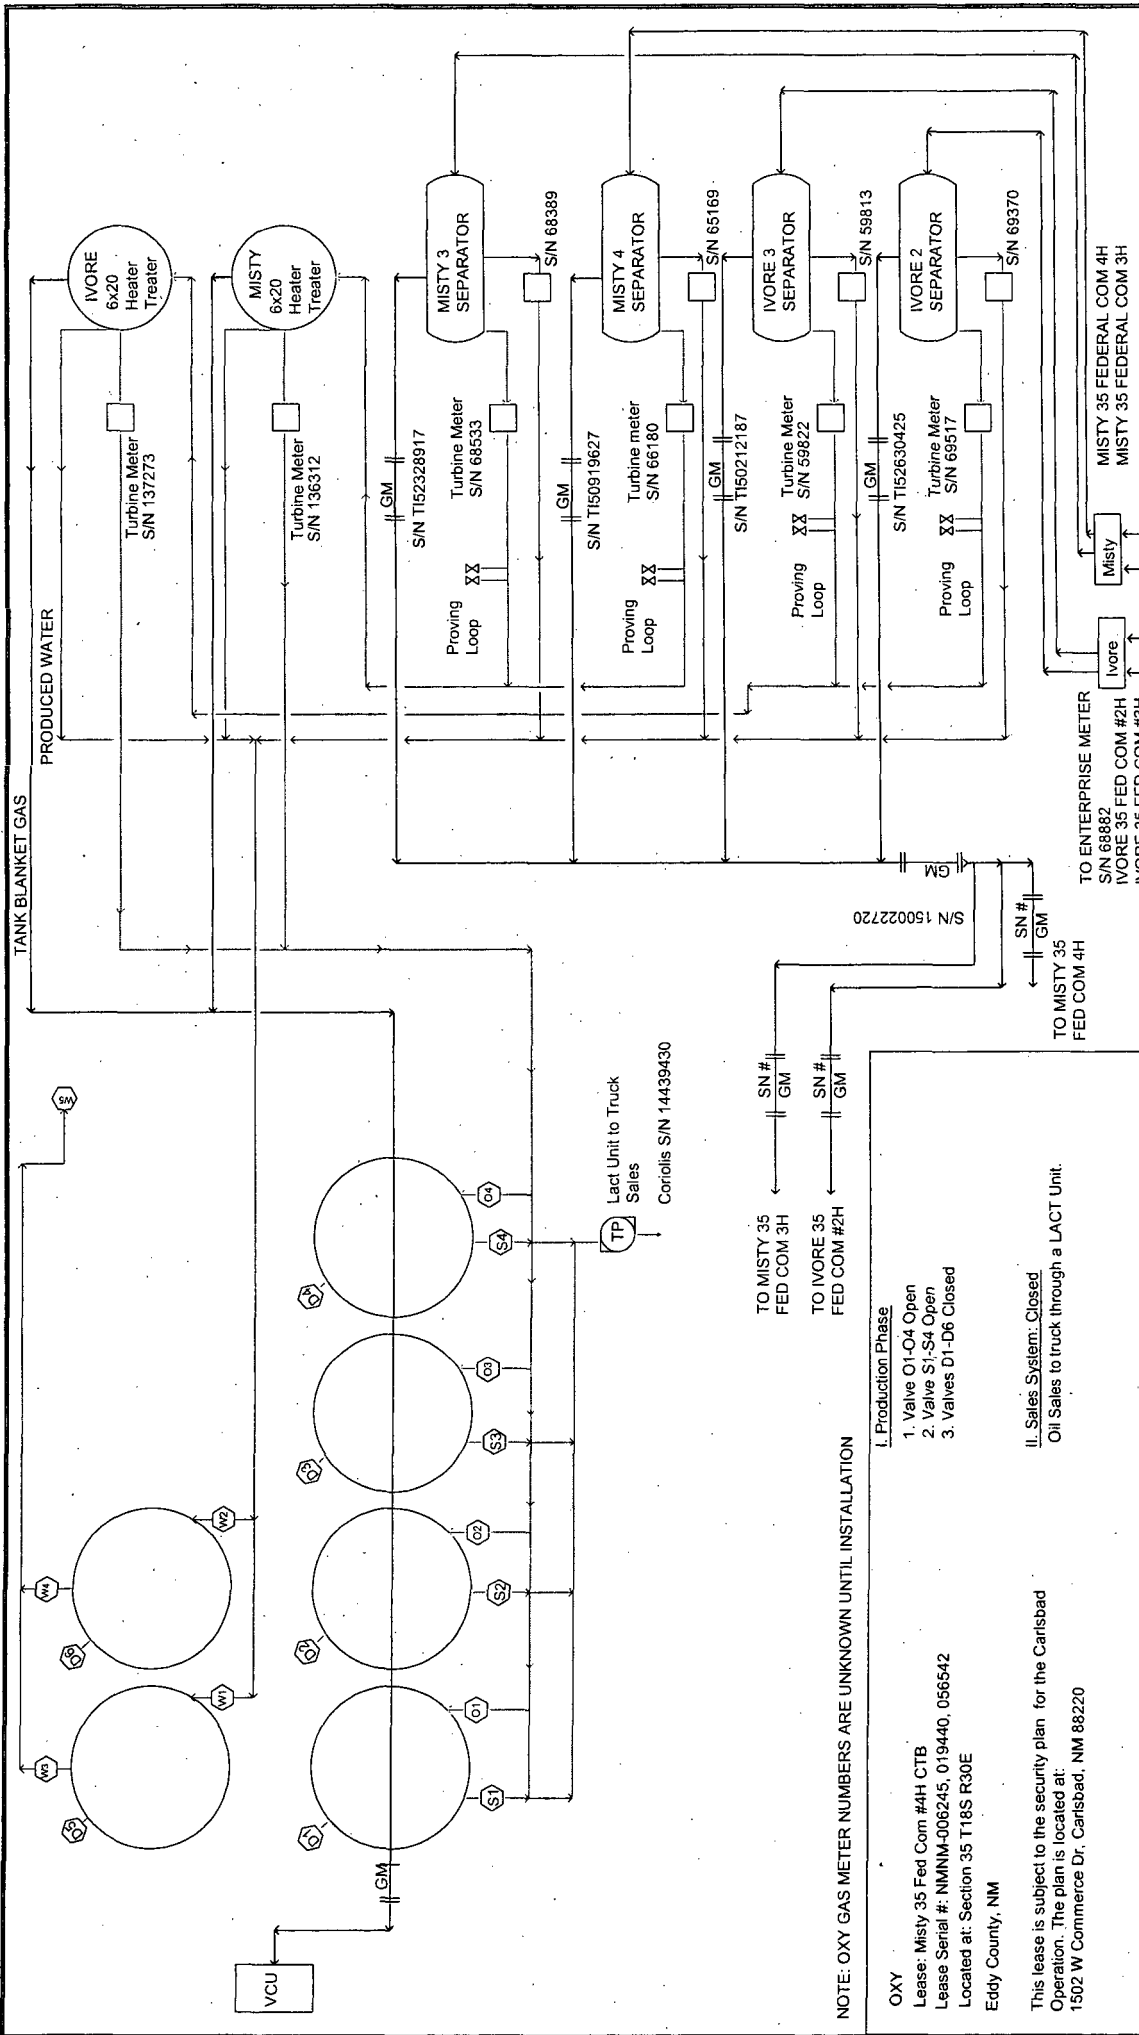 TANK BLANKET GAS
PRODUCED WATER
IVORE
6x20
Heater
Treater
MISTY
6x20
Heater
Treater
Turbine Meter
S/N 137273
Turbine Meter
S/N 136312
MISTY 3
SEPARATOR
S/N 68389
GM
S/N TI52328917
Turbine Meter
S/N 68533
Proving
Loop
MISTY 4
SEPARATOR
S/N 65169
GM
S/N TI50919627
Turbine meter
S/N 66180
Proving
Loop
IVORE 3
SEPARATOR
S/N 59813
GM
S/N TI50212187
Turbine Meter
S/N 59822
Proving
Loop
IVORE 2
SEPARATOR
S/N 69370
GM
S/N TI52630425
Turbine Meter
S/N 69517
Proving
Loop
MISTY 35 FEDERAL COM 4H
MISTY 35 FEDERAL COM 3H
Misty
Ivore
TO ENTERPRISE METER
S/N 68882
IVORE 35 FED COM #2H
IVORE 35 FED COM #3H
GM
S/N 150022720
SN #
GM
TO MISTY 35
FED COM 4H
SN #
GM
TO MISTY 35
FED COM 3H
SN #
GM
TO IVORE 35
FED COM #2H
W5
W4
W3
W2
W1
D6
D5
D4
D3
D2
D1
O4
S4
O3
S3
O2
S2
O1
S1
TP
Lact Unit to Truck
Sales
Coriolis S/N 14439430
GM
VCU
NOTE: OXY GAS METER NUMBERS ARE UNKNOWN UNTIL INSTALLATION
OXY
Lease: Misty 35 Fed Com #4H CTB
Lease Serial #: NMNM-006245, 019440, 056542
Located at: Section 35 T18S R30E
Eddy County, NM
This lease is subject to the security plan for the Carlsbad
Operation. The plan is located at:
1502 W Commerce Dr, Carlsbad, NM 88220
I. Production Phase
1. Valve O1-O4 Open
2. Valve S1-S4 Open
3. Valves D1-D6 Closed
II. Sales System: Closed
Oil Sales to truck through a LACT Unit.